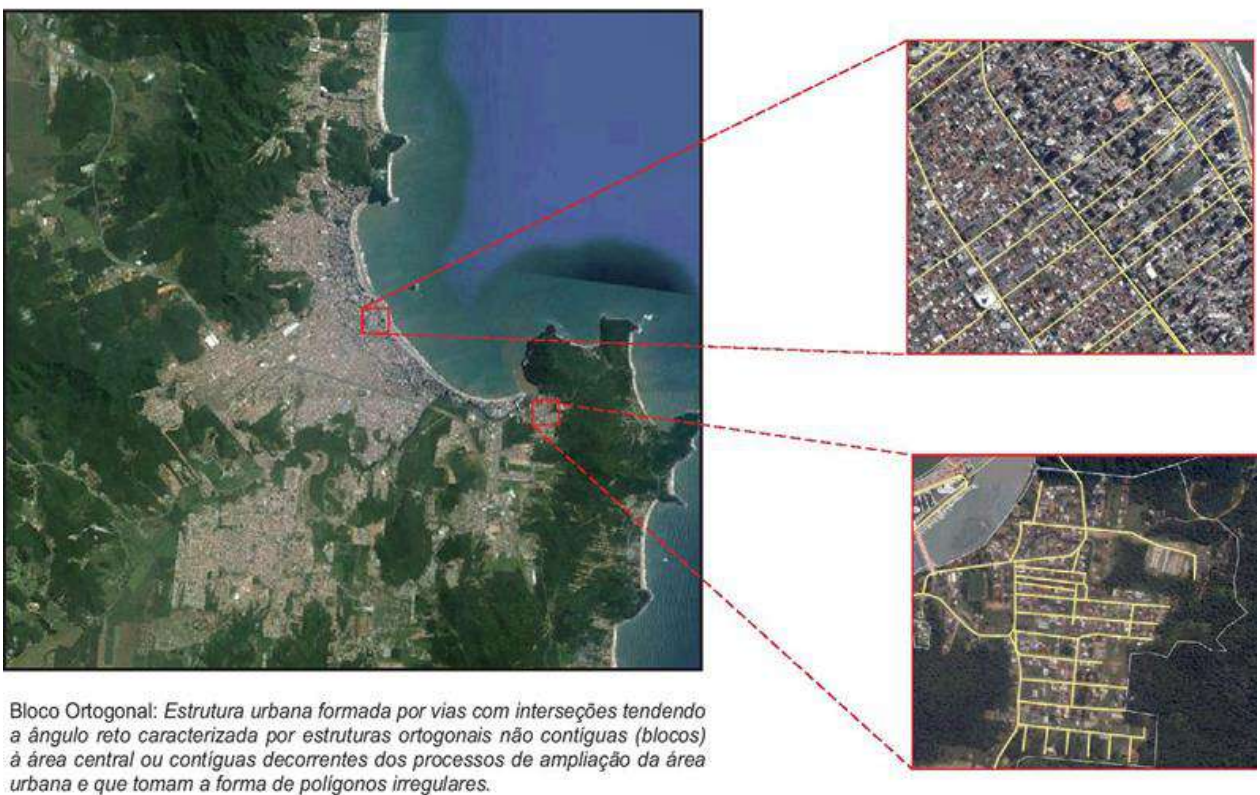 Bloco Ortogonal: Estrutura urbana formada por vias com interseções tendendo
a ângulo reto caracterizada por estruturas ortogonais não contíguas (blocos)
à área central ou contíguas decorrentes dos processos de ampliação da área
urbana e que tomam a forma de polígonos irregulares.